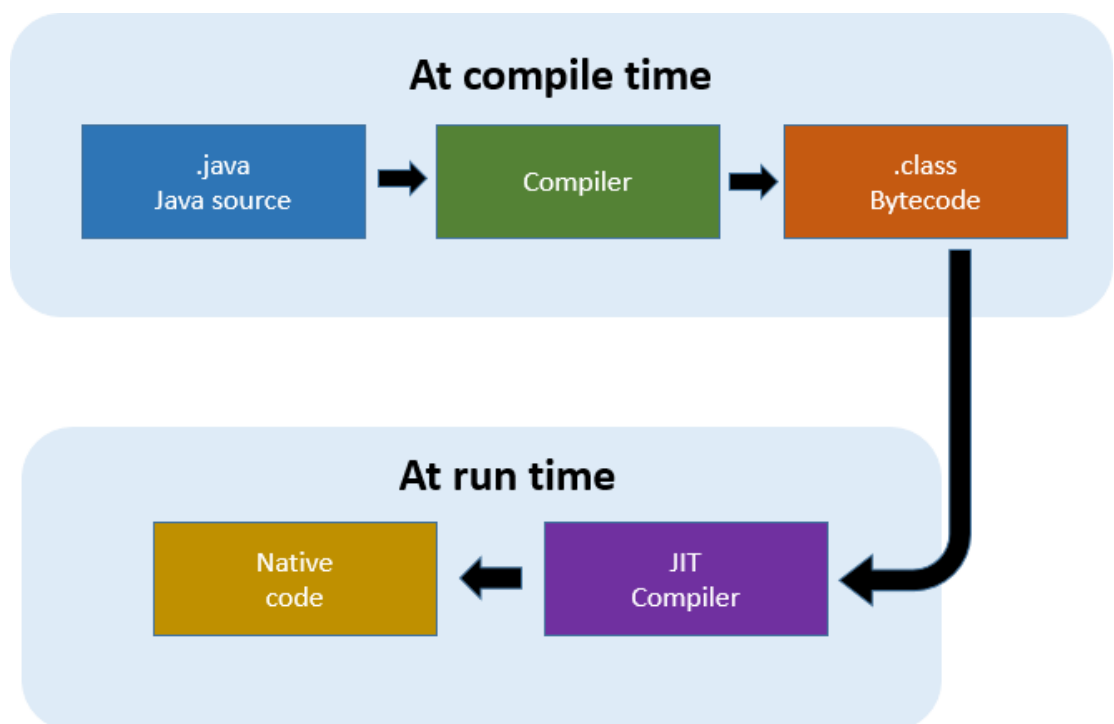 At compile time
.java
Java source
Compiler
.class
Bytecode
At run time
Native
code
JIT
Compiler